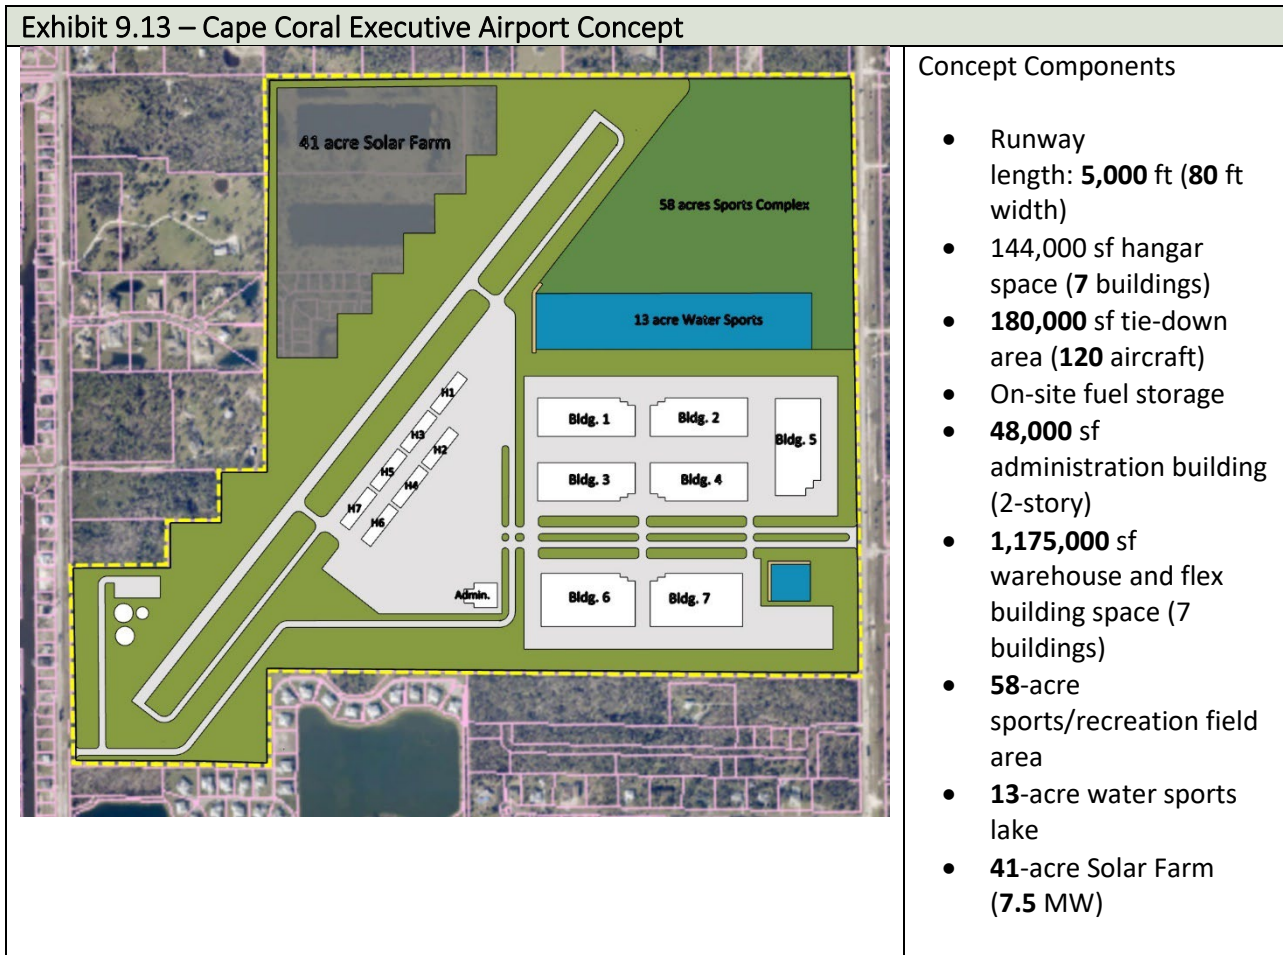 Exhibit 9.13 – Cape Coral Executive Airport Concept
41 acre Solar Farm
58 acres Sports Complex
13 acre Water Sports
H1
H3
H2
H5
H4
H7
H6
Bldg. 1
Bldg. 2
Bldg. 5
Bldg. 3
Bldg. 4
Admin.
Bldg. 6
Bldg. 7
Concept Components
• Runway
length: 5,000 ft (80 ft
width)
• 144,000 sf hangar
space (7 buildings)
• 180,000 sf tie-down
area (120 aircraft)
• On-site fuel storage
• 48,000 sf
administration building
(2-story)
• 1,175,000 sf
warehouse and flex
building space (7
buildings)
• 58-acre
sports/recreation field
area
• 13-acre water sports
lake
• 41-acre Solar Farm
(7.5 MW)